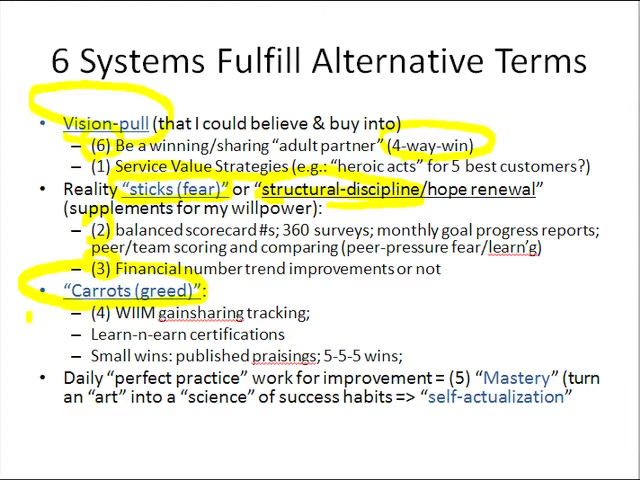 6 Systems Fulfill Alternative Terms
• Vision-pull (that I could believe & buy into)
– (6) Be a winning/sharing “adult partner” (4-way-win)
– (1) Service Value Strategies (e.g.: “heroic acts” for 5 best customers?)
• Reality “sticks (fear)” or “structural-discipline/hope renewal”
(supplements for my willpower):
– (2) balanced scorecard #s; 360 surveys; monthly goal progress reports;
peer/team scoring and comparing (peer-pressure fear/learn’g)
– (3) Financial number trend improvements or not
• “Carrots (greed)”:
– (4) WIIM gainsharing tracking;
– Learn-n-earn certifications
– Small wins: published praisings; 5-5-5 wins;
• Daily “perfect practice” work for improvement = (5) “Mastery” (turn
an “art” into a “science” of success habits => “self-actualization”